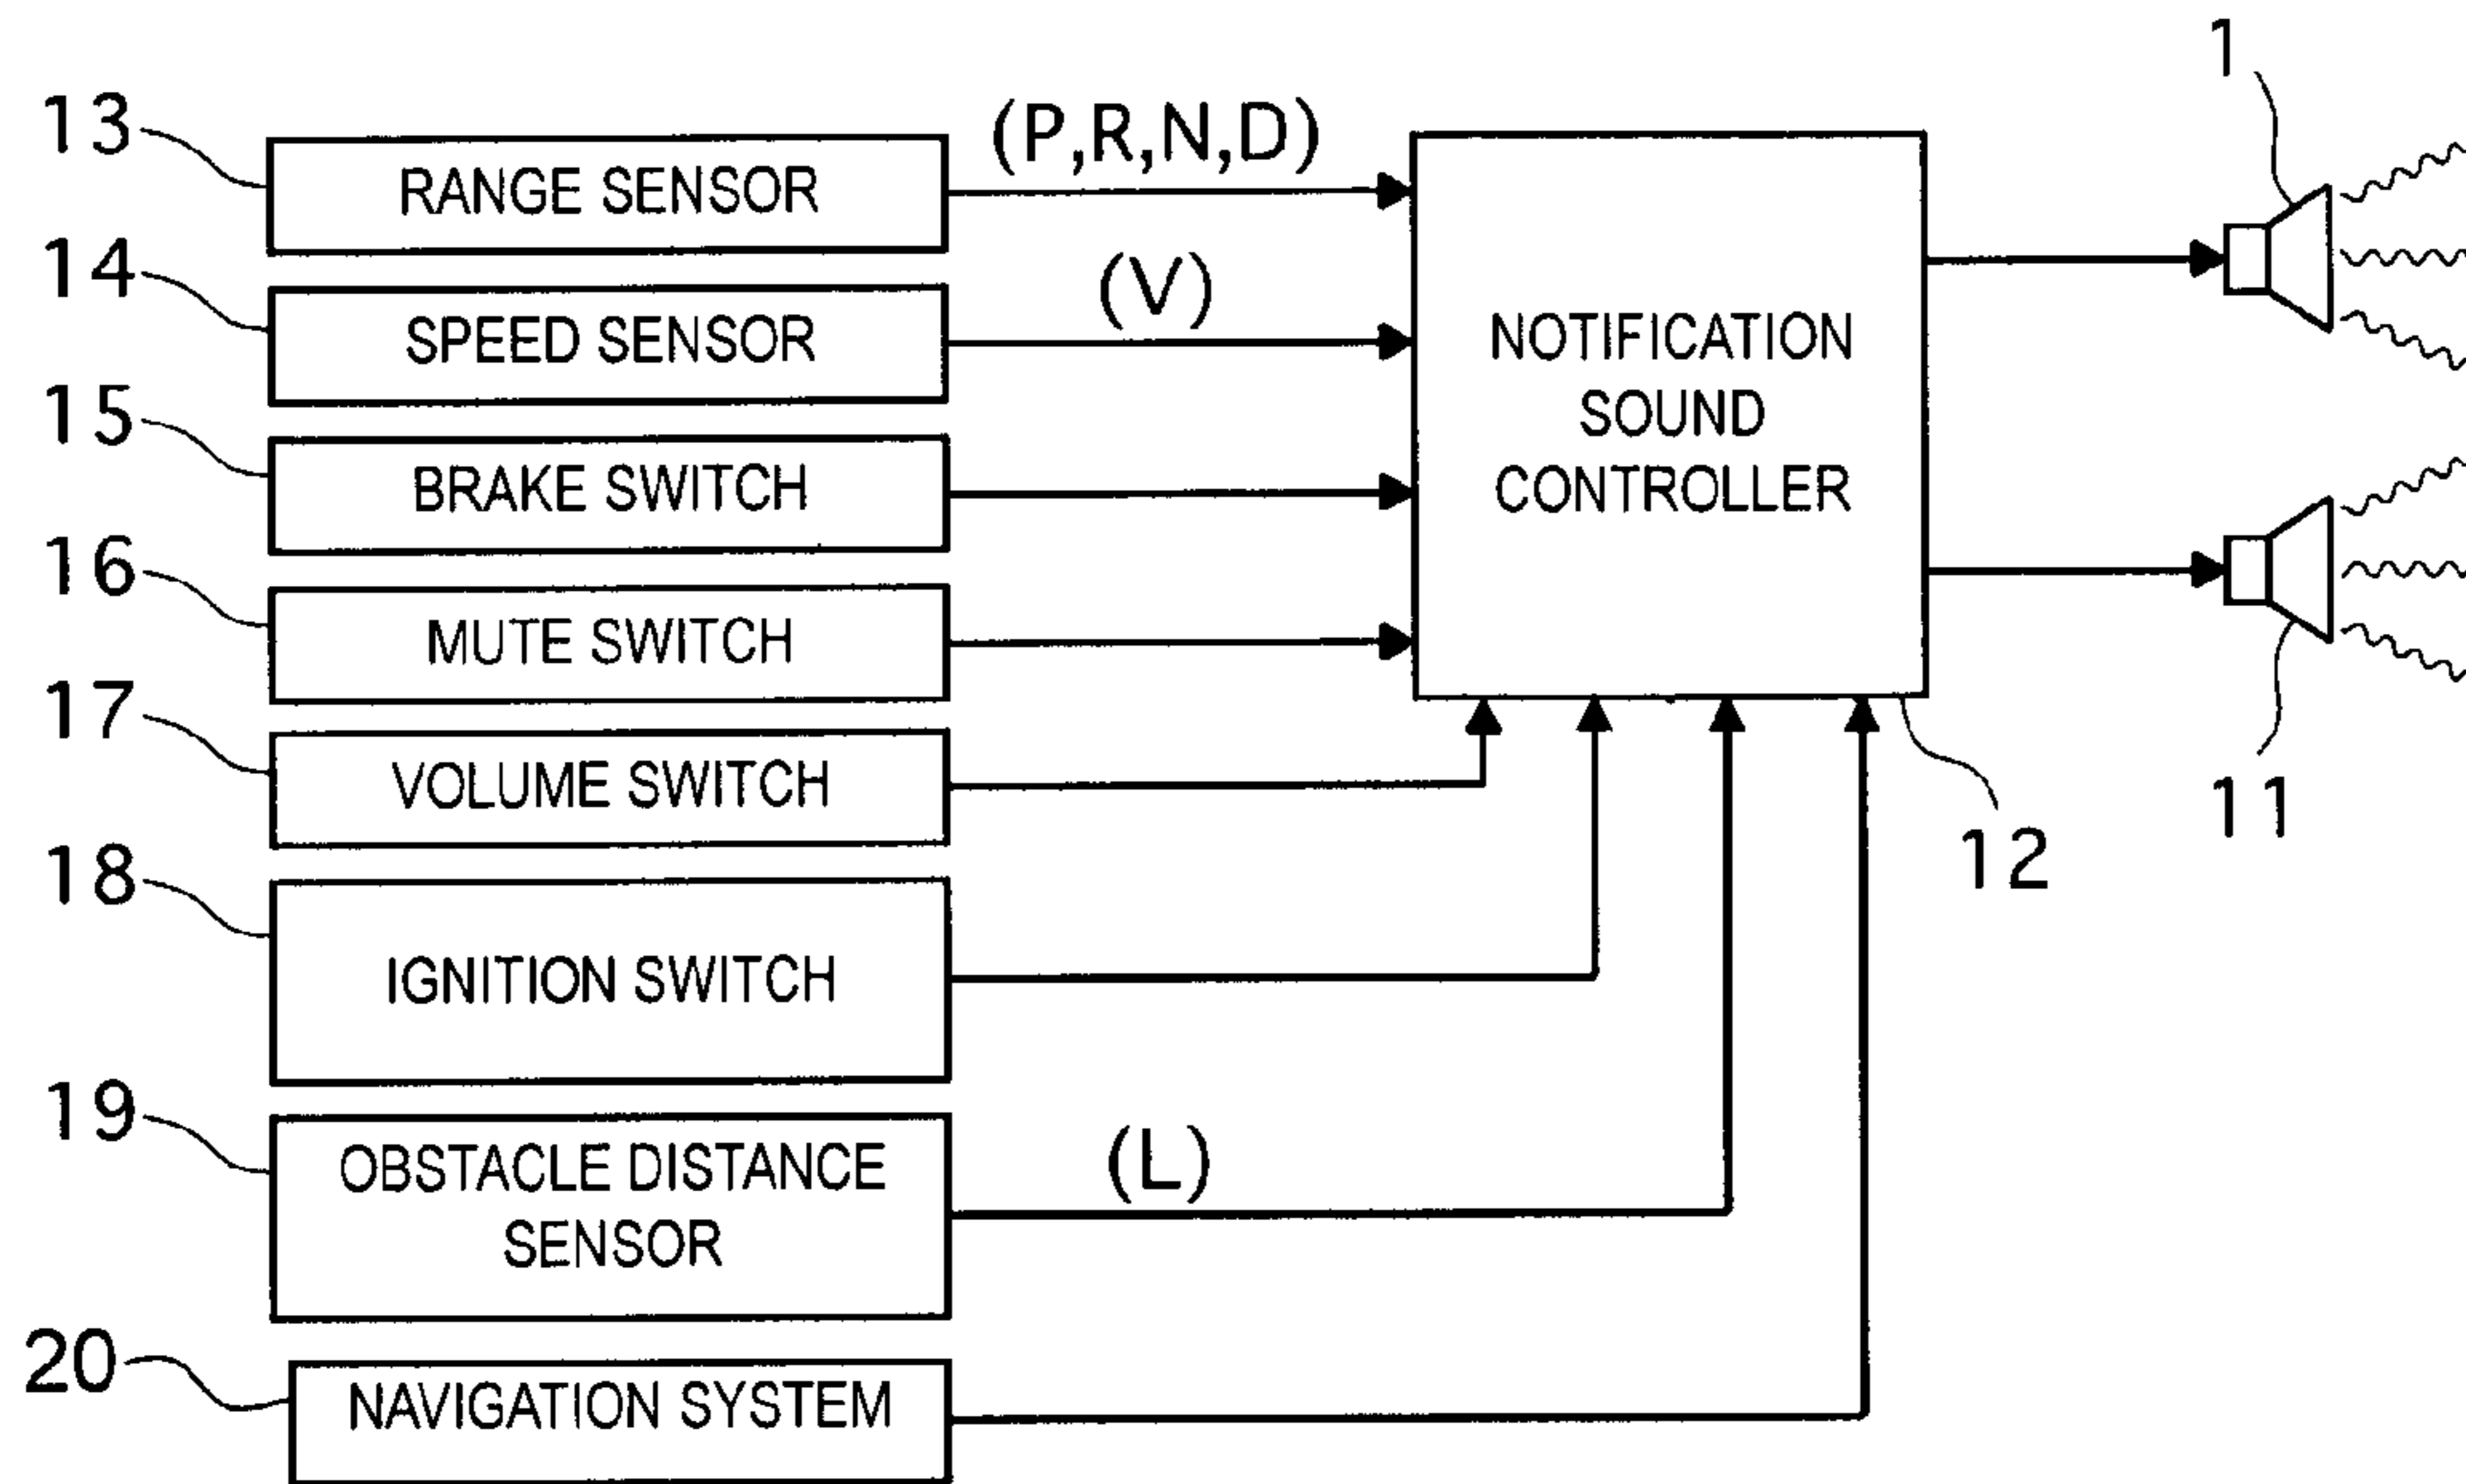 1
13
RANGE SENSOR
(P,R,N,D)
14
SPEED SENSOR
(V)
NOTIFICATION
SOUND
CONTROLLER
15
BRAKE SWITCH
16
MUTE SWITCH
17
VOLUME SWITCH
11
12
18
IGNITION SWITCH
19
OBSTACLE DISTANCE
SENSOR
(L)
20
NAVIGATION SYSTEM